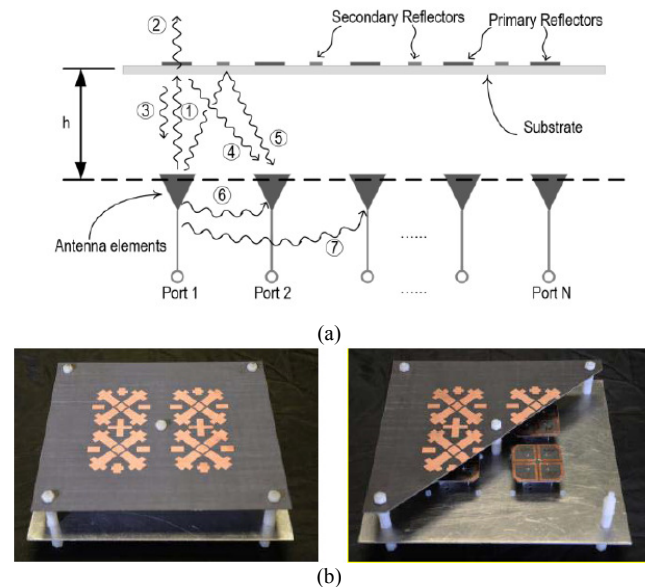 Secondary Reflectors Primary Reflectors
②
h
③ ① ④ ⑤
Substrate
⑥
Antenna elements
⑦
...... 
Port 1 Port 2 ...... Port N
(a)
(b)